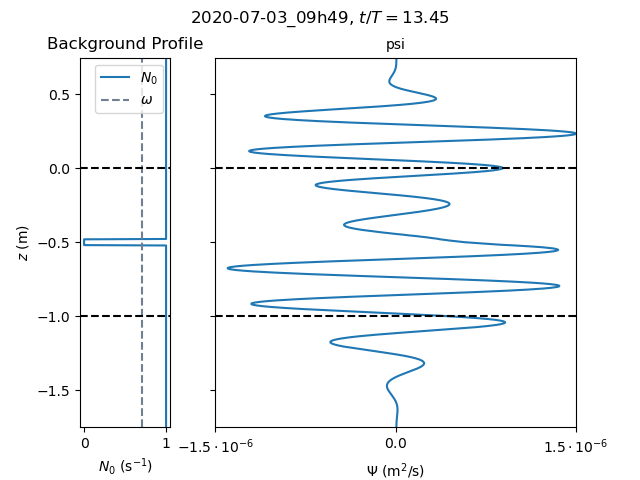 2020-07-03_09h49, t/T = 13.45
Background Profile
psi
N₀
ω
0.5
0.0
−0.5
−1.0
−1.5
z (m)
0
1
−1.5·10⁻⁶
0.0
1.5·10⁻⁶
N₀ (s⁻¹)
Ψ (m²/s)